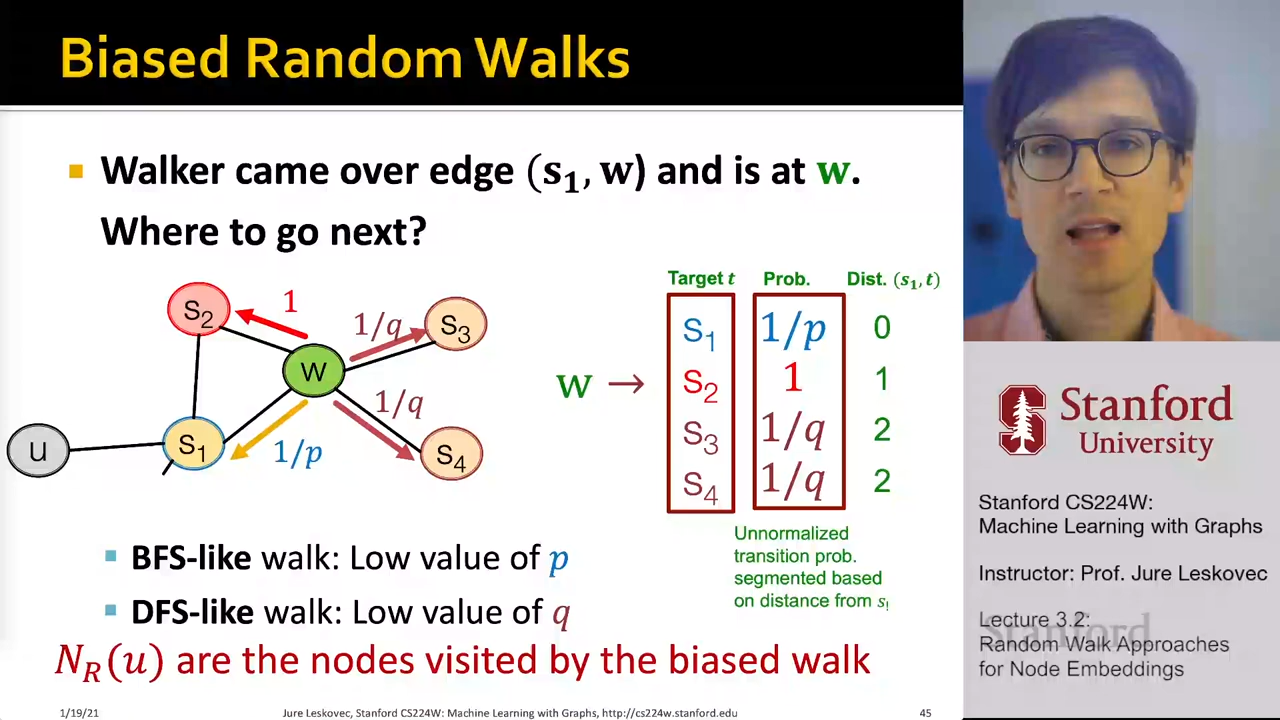 Biased Random Walks
Walker came over edge (s₁, w) and is at w.
Where to go next?
S₂
1
1/q
S₃
W
1/q
U
S₁
1/p
S₄
Target t Prob. Dist. (s₁,t)
w →
S₁ 1/p 0
S₂ 1 1
S₃ 1/q 2
S₄ 1/q 2
Unnormalized
transition prob.
segmented based
on distance from s₁
BFS-like walk: Low value of p
DFS-like walk: Low value of q
N_R(u) are the nodes visited by the biased walk
1/19/21 Jure Leskovec, Stanford CS224W: Machine Learning with Graphs, http://cs224w.stanford.edu 45
Stanford
University
Stanford CS224W:
Machine Learning with Graphs
Instructor: Prof. Jure Leskovec
Lecture 3.2:
Stanford
Random Walk Approaches
for Node Embeddings